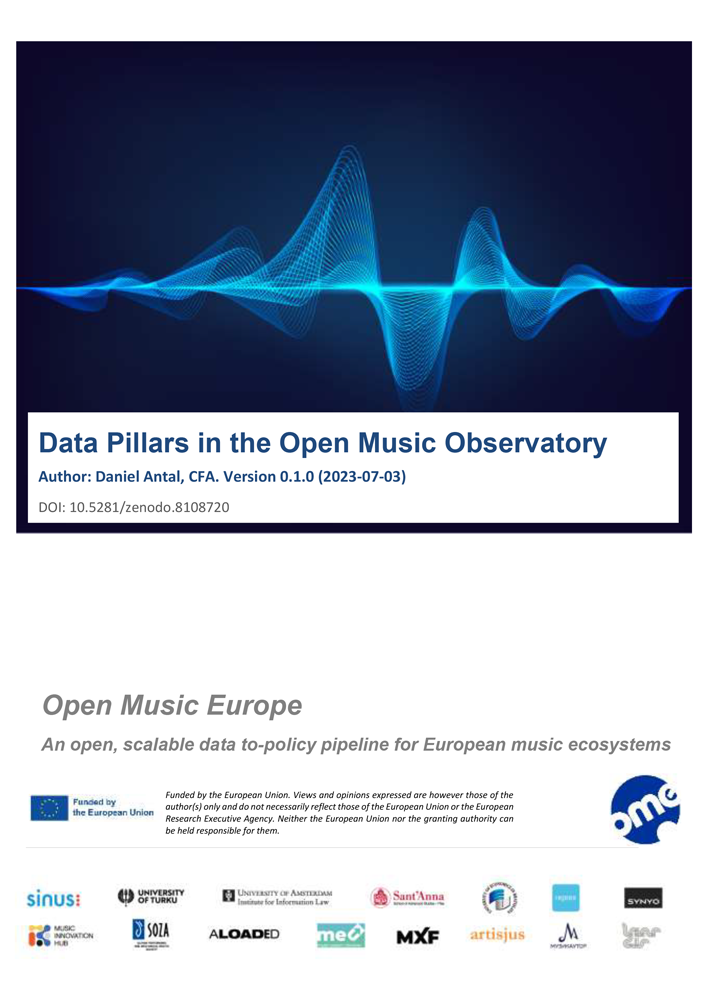 Data Pillars in the Open Music Observatory
Author: Daniel Antal, CFA. Version 0.1.0 (2023-07-03)
DOI: 10.5281/zenodo.8108720
Open Music Europe
An open, scalable data to-policy pipeline for European music ecosystems
Funded by
the European Union
Funded by the European Union. Views and opinions expressed are however those of the
author(s) only and do not necessarily reflect those of the European Union or the European
Research Executive Agency. Neither the European Union nor the granting authority can
be held responsible for them.
ome
sinus:
UNIVERSITY
OF TURKU
UNIVERSITY OF AMSTERDAM
Institute for Information Law
Sant'Anna
SYNYO
MUSIC
INNOVATION
HUB
SOZA
ALOADED
MXF
artisjus